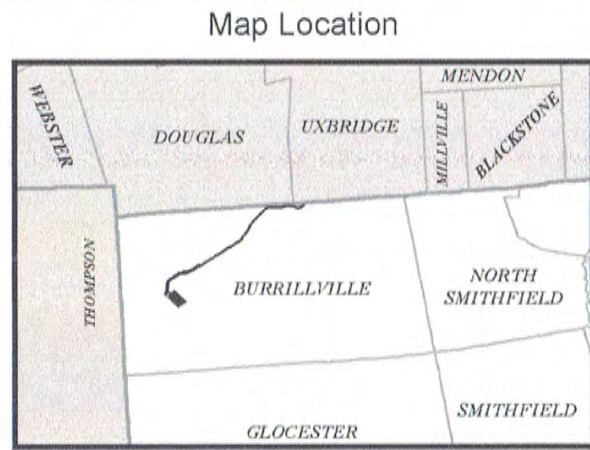 Map Location
MENDON
WEBSTER
DOUGLAS
UXBRIDGE
MILLVILLE
BLACKSTONE
THOMPSON
BURRILLVILLE
NORTH
SMITHFIELD
GLOCESTER
SMITHFIELD